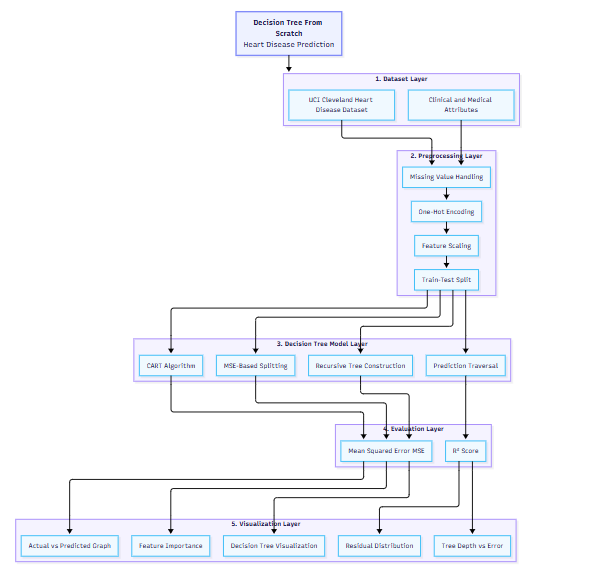 Decision Tree From
Scratch
Heart Disease Prediction
1. Dataset Layer
UCI Cleveland Heart
Disease Dataset
Clinical and Medical
Attributes
2. Preprocessing Layer
Missing Value Handling
One-Hot Encoding
Feature Scaling
Train-Test Split
3. Decision Tree Model Layer
CART Algorithm
MSE-Based Splitting
Recursive Tree Construction
Prediction Traversal
4. Evaluation Layer
Mean Squared Error MSE
R² Score
5. Visualization Layer
Actual vs Predicted Graph
Feature Importance
Decision Tree Visualization
Residual Distribution
Tree Depth vs Error